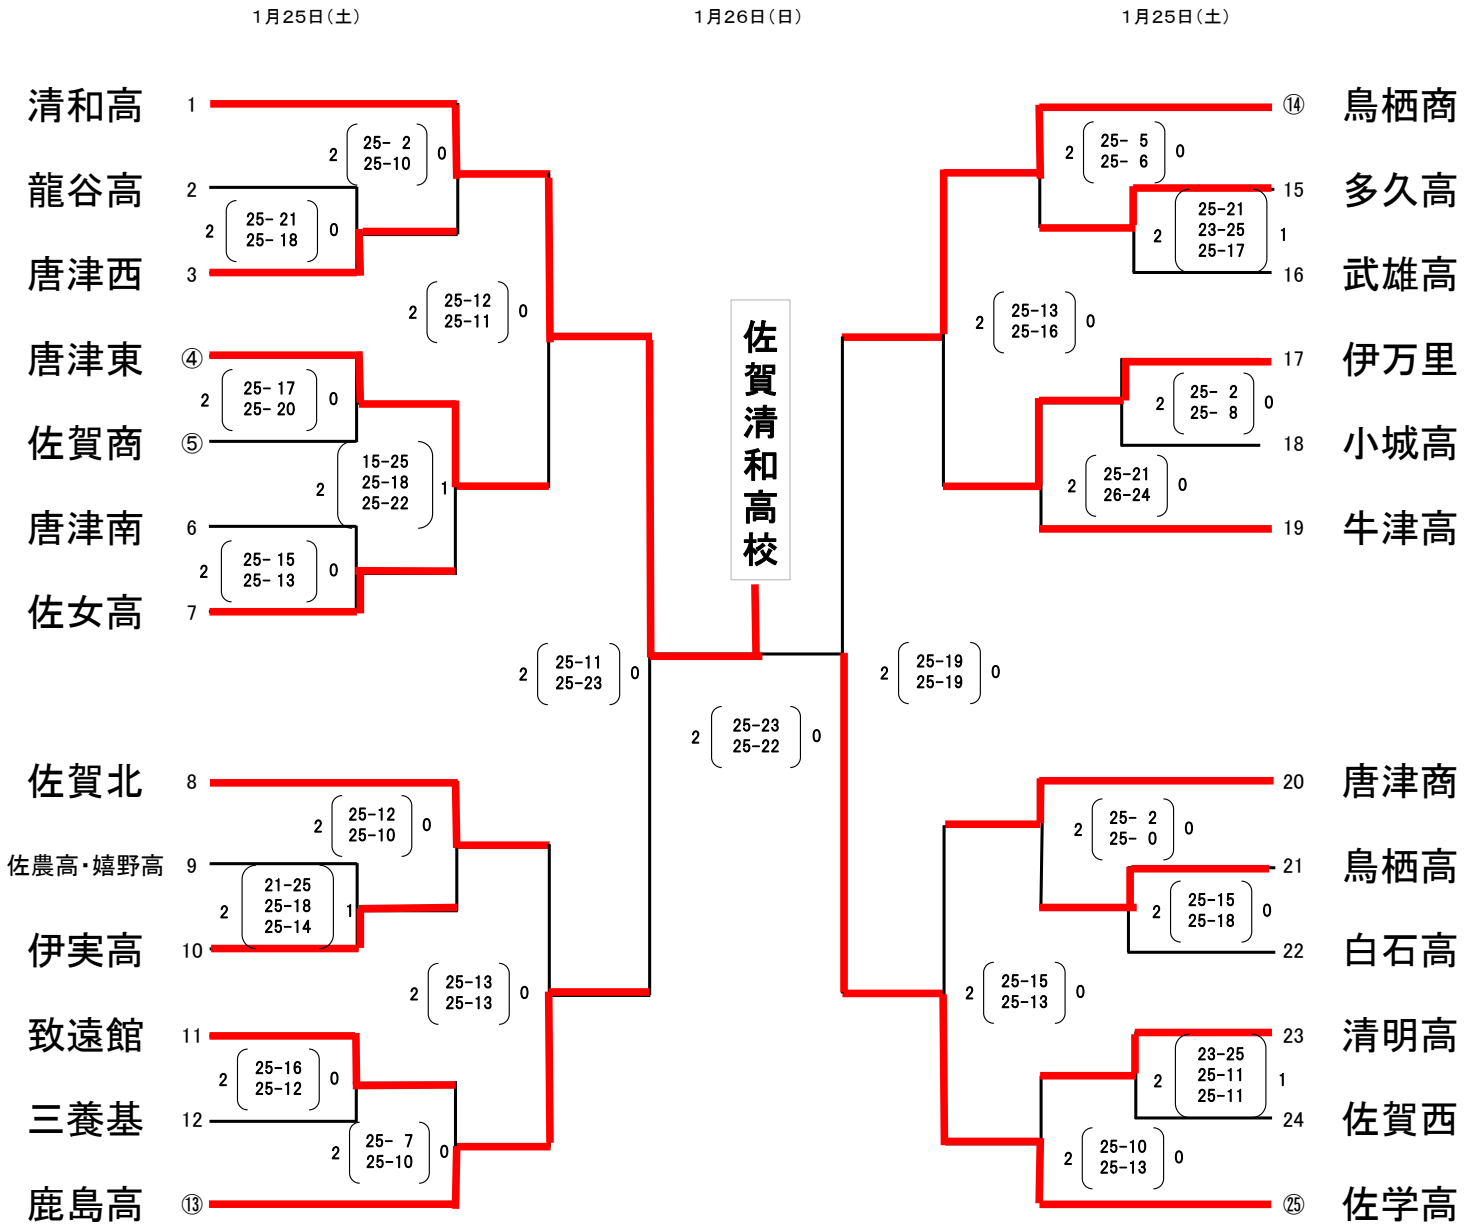 1月25日(土)
1月26日(日)
1月25日(土)
清和高 1
2 25- 2 0
25-10
龍谷高 2
2 25- 21 0
25- 18
唐津西 3
2 25-12 0
25-11
唐津東 ④
2 25- 17 0
25- 20
佐賀商 ⑤
2 15-25 1
25-18
25-22
唐津南 6
2 25- 15 0
25- 13
佐女高 7
2 25-11 0
25-23
佐賀北 8
2 25-12 0
25-10
佐農高・嬉野高 9
2 21-25 1
25-18
25-14
伊実高 10
2 25-13 0
25-13
致遠館 11
2 25-16 0
25-12
三養基 12
2 25- 7 0
25-10
鹿島高 ⑬
佐賀清和高校
2 25-23 0
25-22
⑭ 鳥栖商
2 25- 5 0
25- 6
15 多久高
2 25-21 1
23-25
25-17
16 武雄高
2 25-13 0
25-16
17 伊万里
2 25- 2 0
25- 8
18 小城高
2 25-21 0
26-24
19 牛津高
2 25-19 0
25-19
20 唐津商
2 25- 2 0
25- 0
21 鳥栖高
2 25-15 0
25-18
22 白石高
2 25-15 0
25-13
23 清明高
2 23-25 1
25-11
25-11
24 佐賀西
2 25-10 0
25-13
㉕ 佐学高